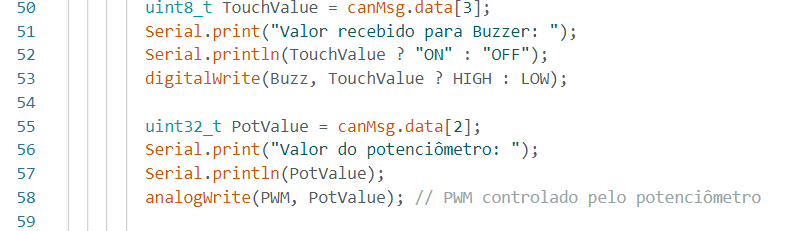 50 uint8_t TouchValue = canMsg.data[3];
51 Serial.print("Valor recebido para Buzzer: ");
52 Serial.println(TouchValue ? "ON" : "OFF");
53 digitalWrite(Buzz, TouchValue ? HIGH : LOW);
54
55 uint32_t PotValue = canMsg.data[2];
56 Serial.print("Valor do potenciômetro: ");
57 Serial.println(PotValue);
58 analogWrite(PWM, PotValue); // PWM controlado pelo potenciômetro
59